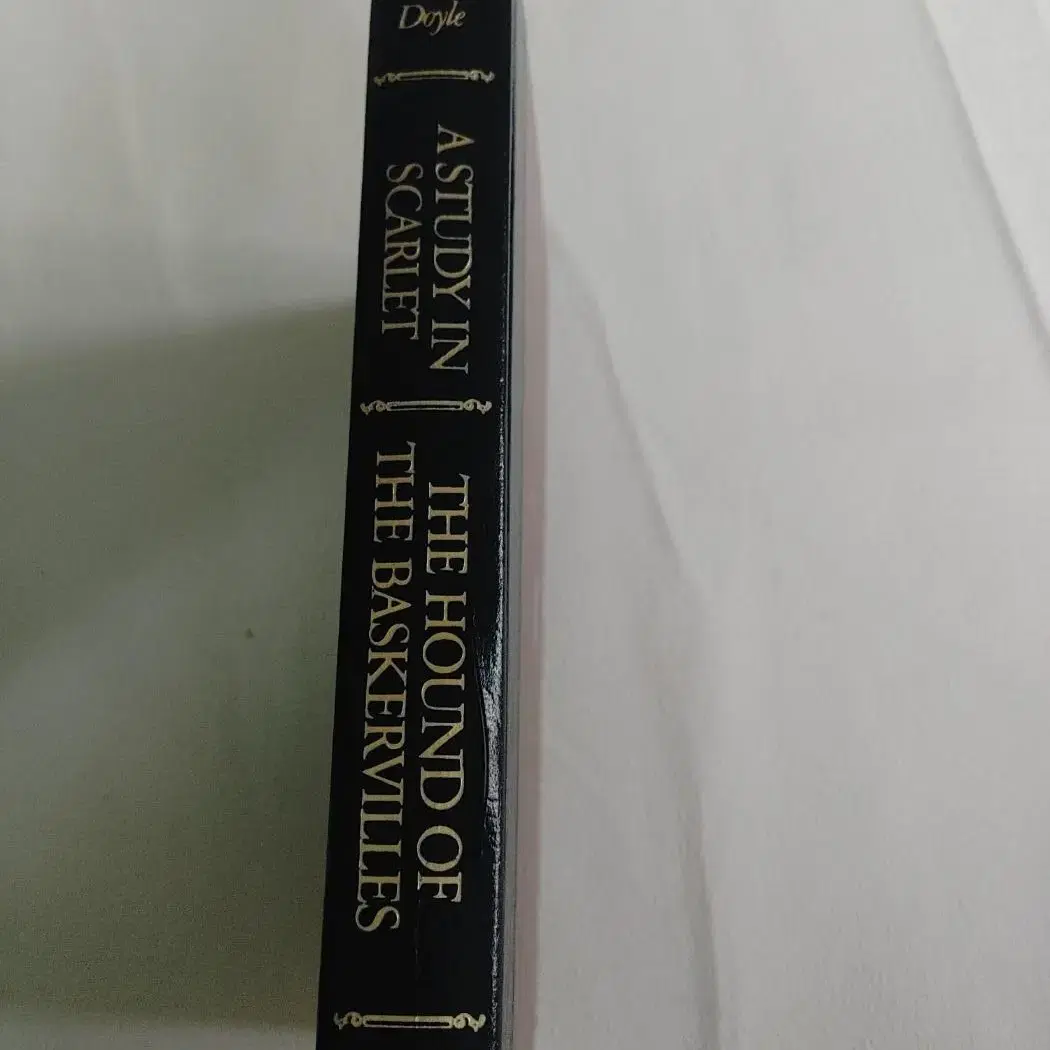 Doyle
A STUDY IN
SCARLET
THE HOUND OF
THE BASKERVILLES